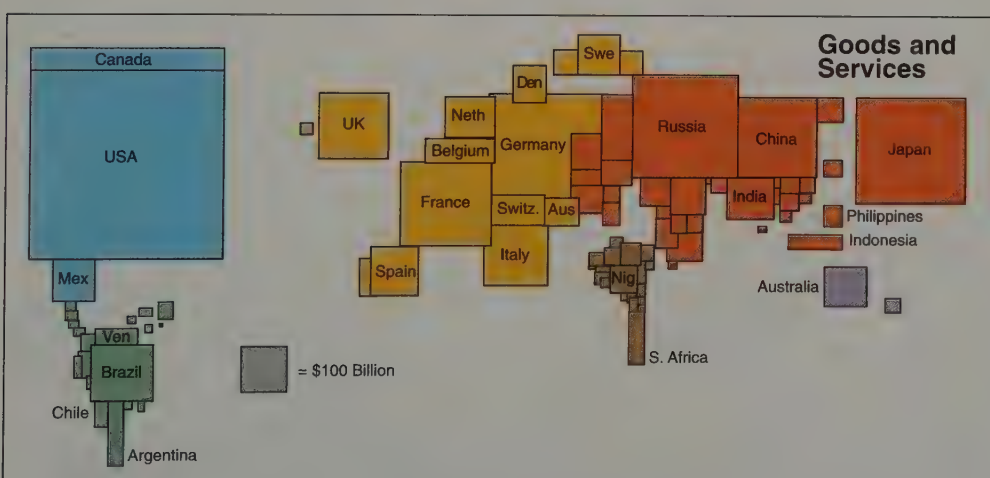 Goods and
Services
Canada
USA
Mex
Ven
Brazil
Chile
Argentina
= $100 Billion
UK
Den
Swe
Neth
Belgium
Germany
France
Switz.
Aus
Italy
Spain
Russia
China
India
Japan
Philippines
Indonesia
Australia
Nig
S. Africa